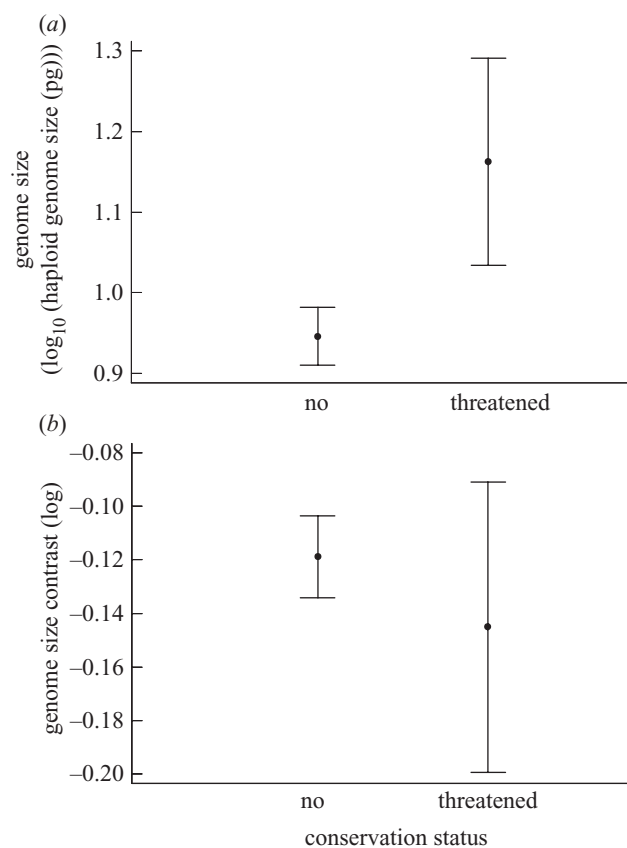 (a)
genome size
(log10 (haploid genome size (pg)))
1.3
1.2
1.1
1.0
0.9
no threatened
(b)
genome size contrast (log)
–0.08
–0.10
–0.12
–0.14
–0.16
–0.18
–0.20
no threatened
conservation status